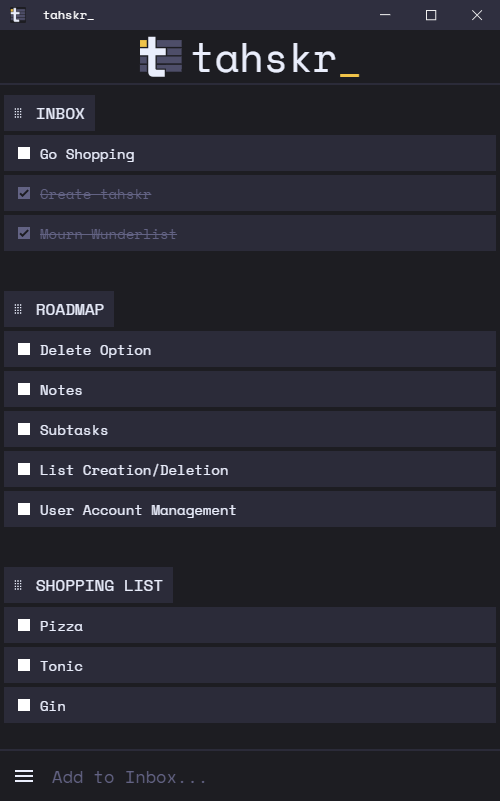 tahskr_
tahskr_
INBOX
Go Shopping
Create tahskr
Mourn Wunderlist
ROADMAP
Delete Option
Notes
Subtasks
List Creation/Deletion
User Account Management
SHOPPING LIST
Pizza
Tonic
Gin
Add to Inbox...